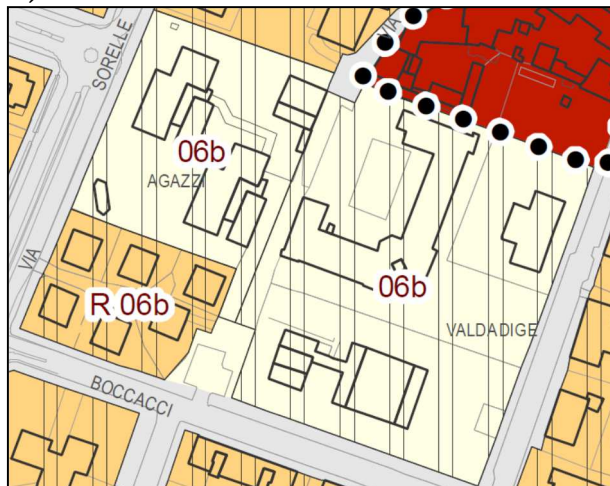 VIA
SORELLE
06b
AGAZZI
VIA
06b
R 06b
VALDADIGE
BOCCACCI